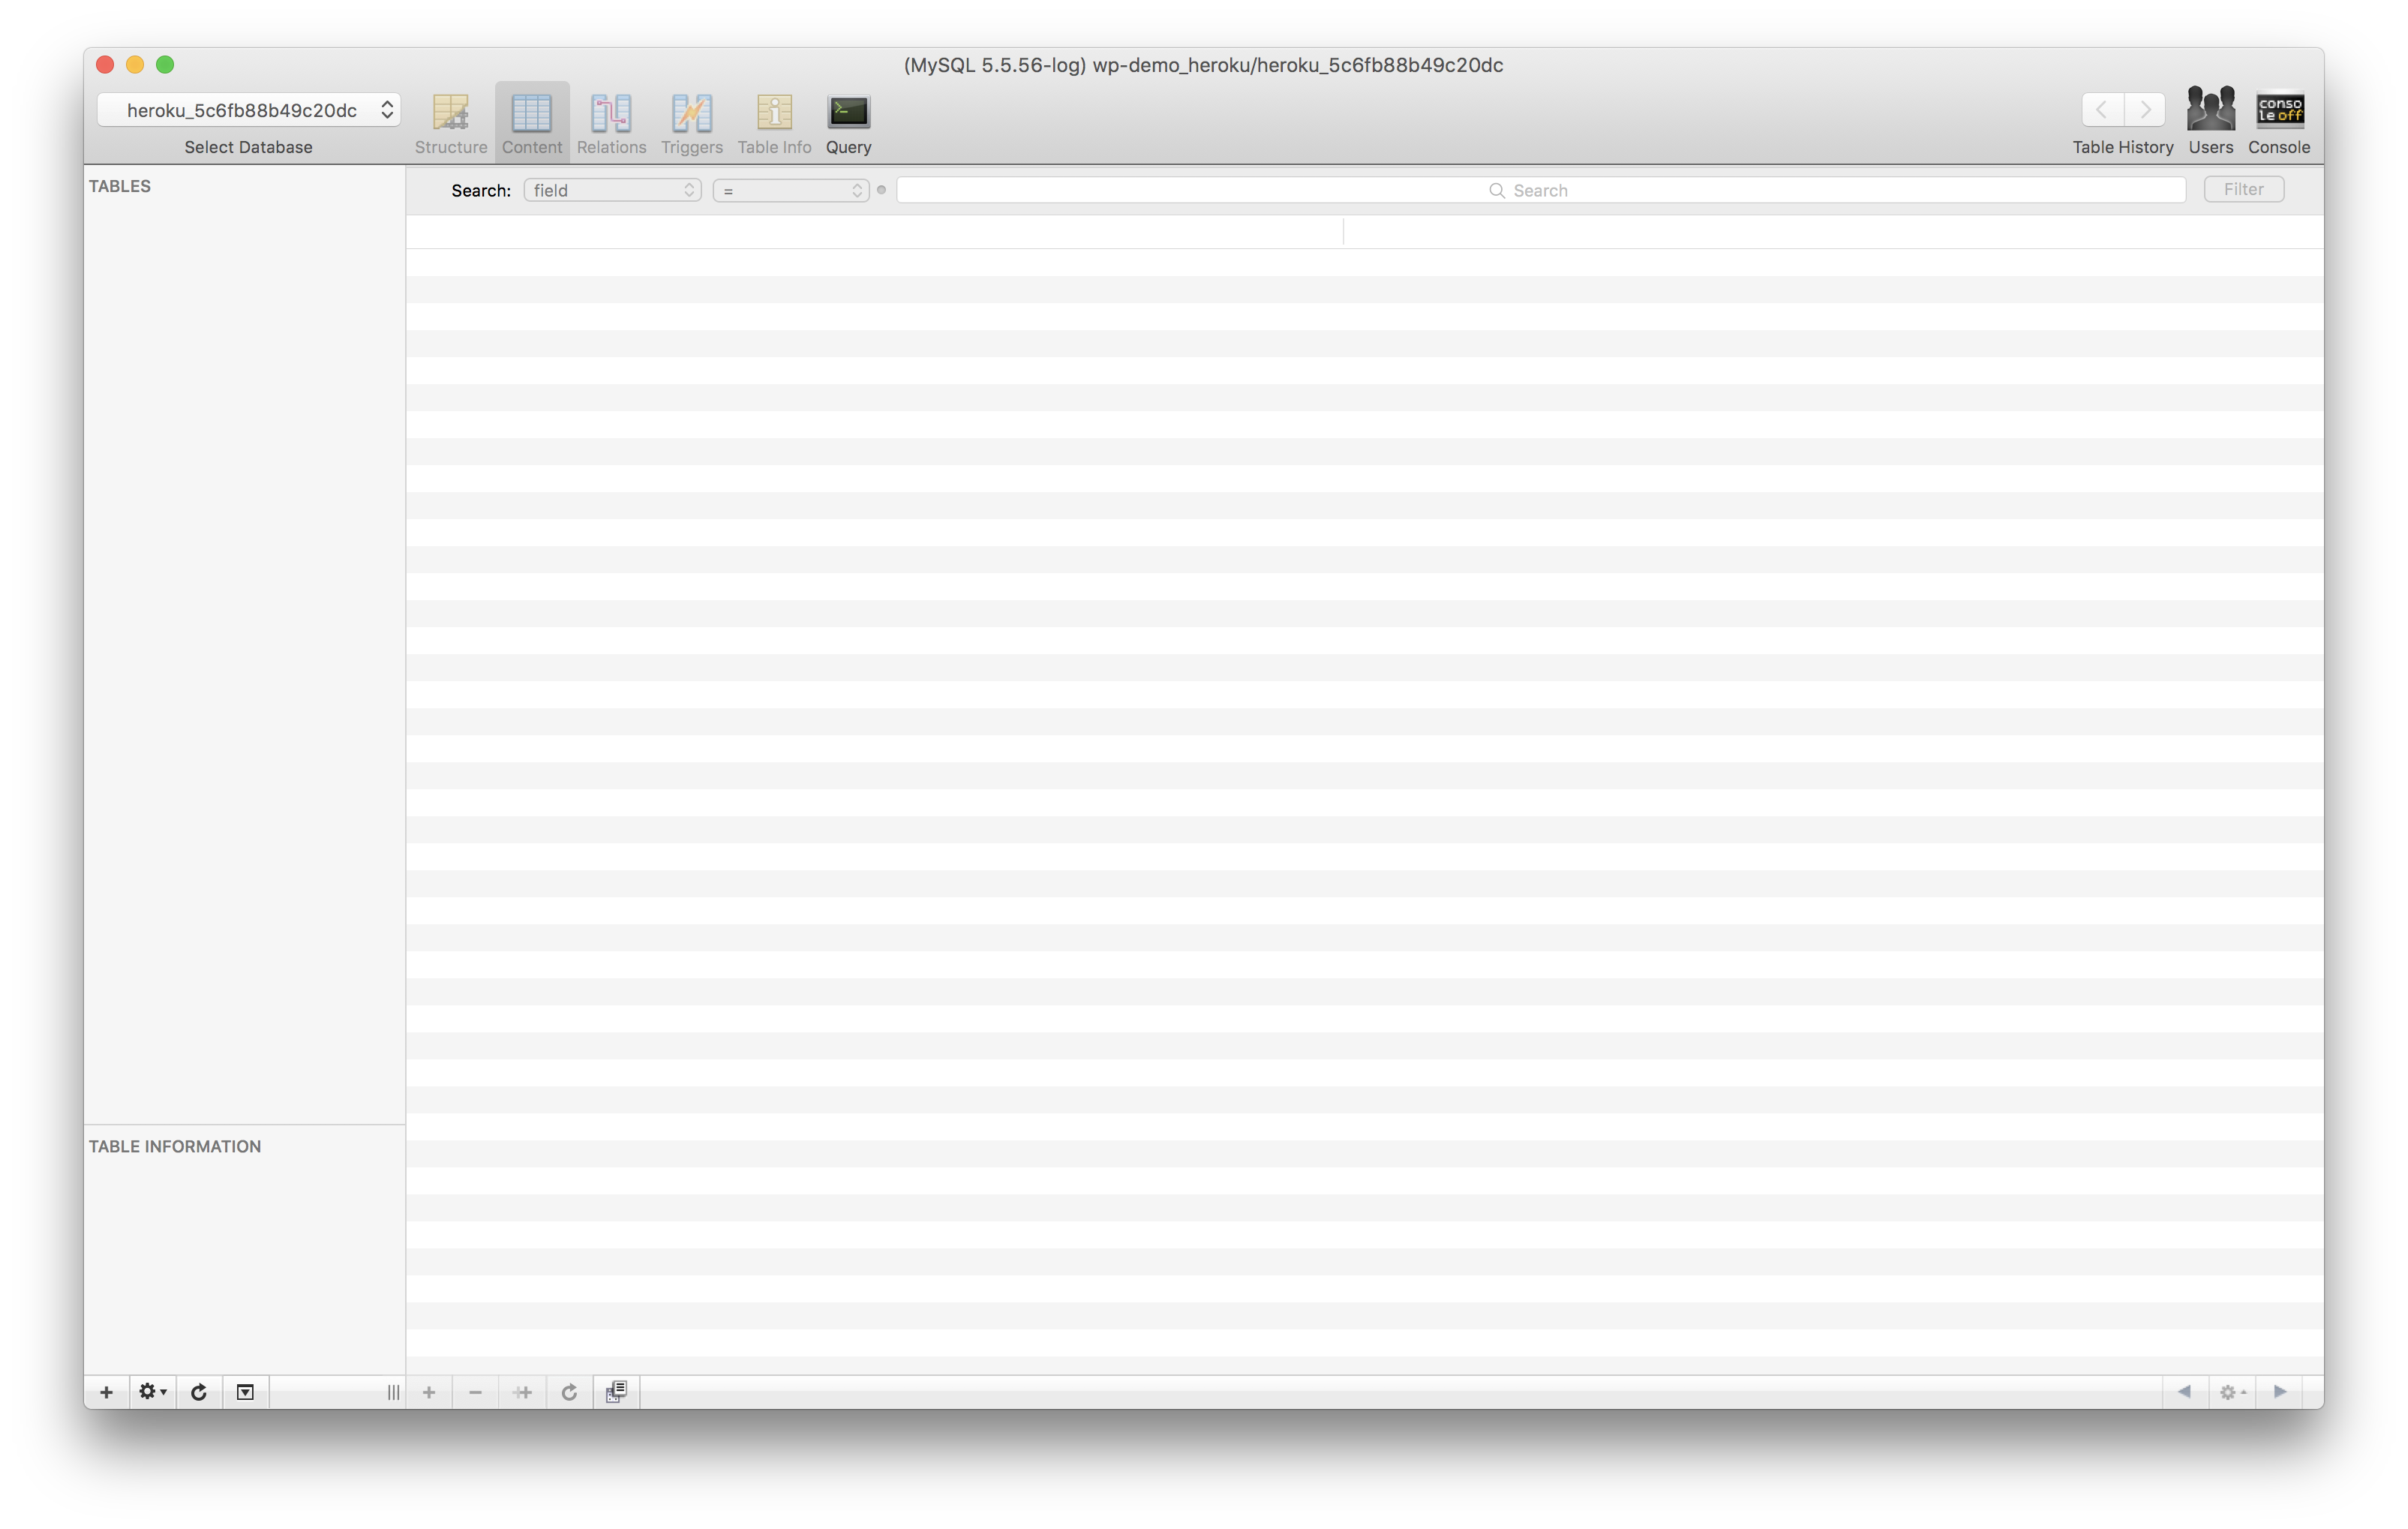 (MySQL 5.5.56-log) wp-demo_heroku/heroku_5c6fb88b49c20dc
heroku_5c6fb88b49c20dc
conso
le off
Select Database
Structure
Content
Relations
Triggers
Table Info
Query
Table History
Users
Console
TABLES
Search:
field
=
Search
Filter
TABLE INFORMATION